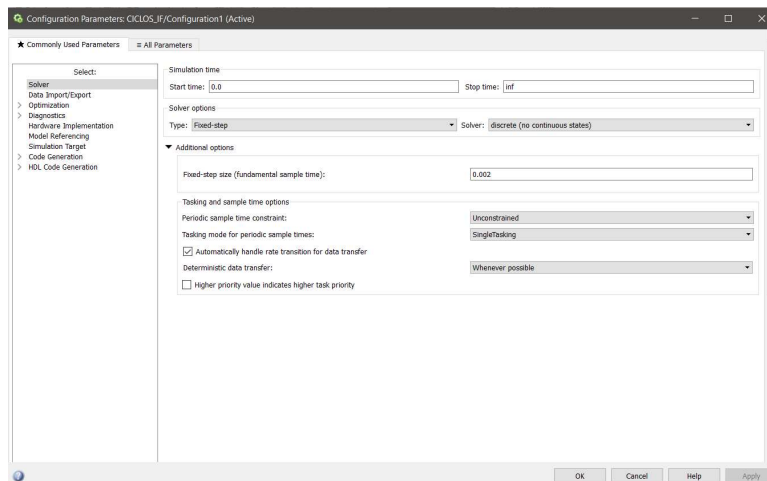 Configuration Parameters: CICLOS_IF/Configuration1 (Active)
★ Commonly Used Parameters ≡ All Parameters
Select:
Solver
Data Import/Export
Optimization
Diagnostics
Hardware Implementation
Model Referencing
Simulation Target
Code Generation
HDL Code Generation
Simulation time
Start time: 0.0 Stop time: inf
Solver options
Type: Fixed-step Solver: discrete (no continuous states)
Additional options
Fixed-step size (fundamental sample time): 0.002
Tasking and sample time options
Periodic sample time constraint: Unconstrained
Tasking mode for periodic sample times: SingleTasking
Automatically handle rate transition for data transfer
Deterministic data transfer: Whenever possible
Higher priority value indicates higher task priority
OK Cancel Help Apply